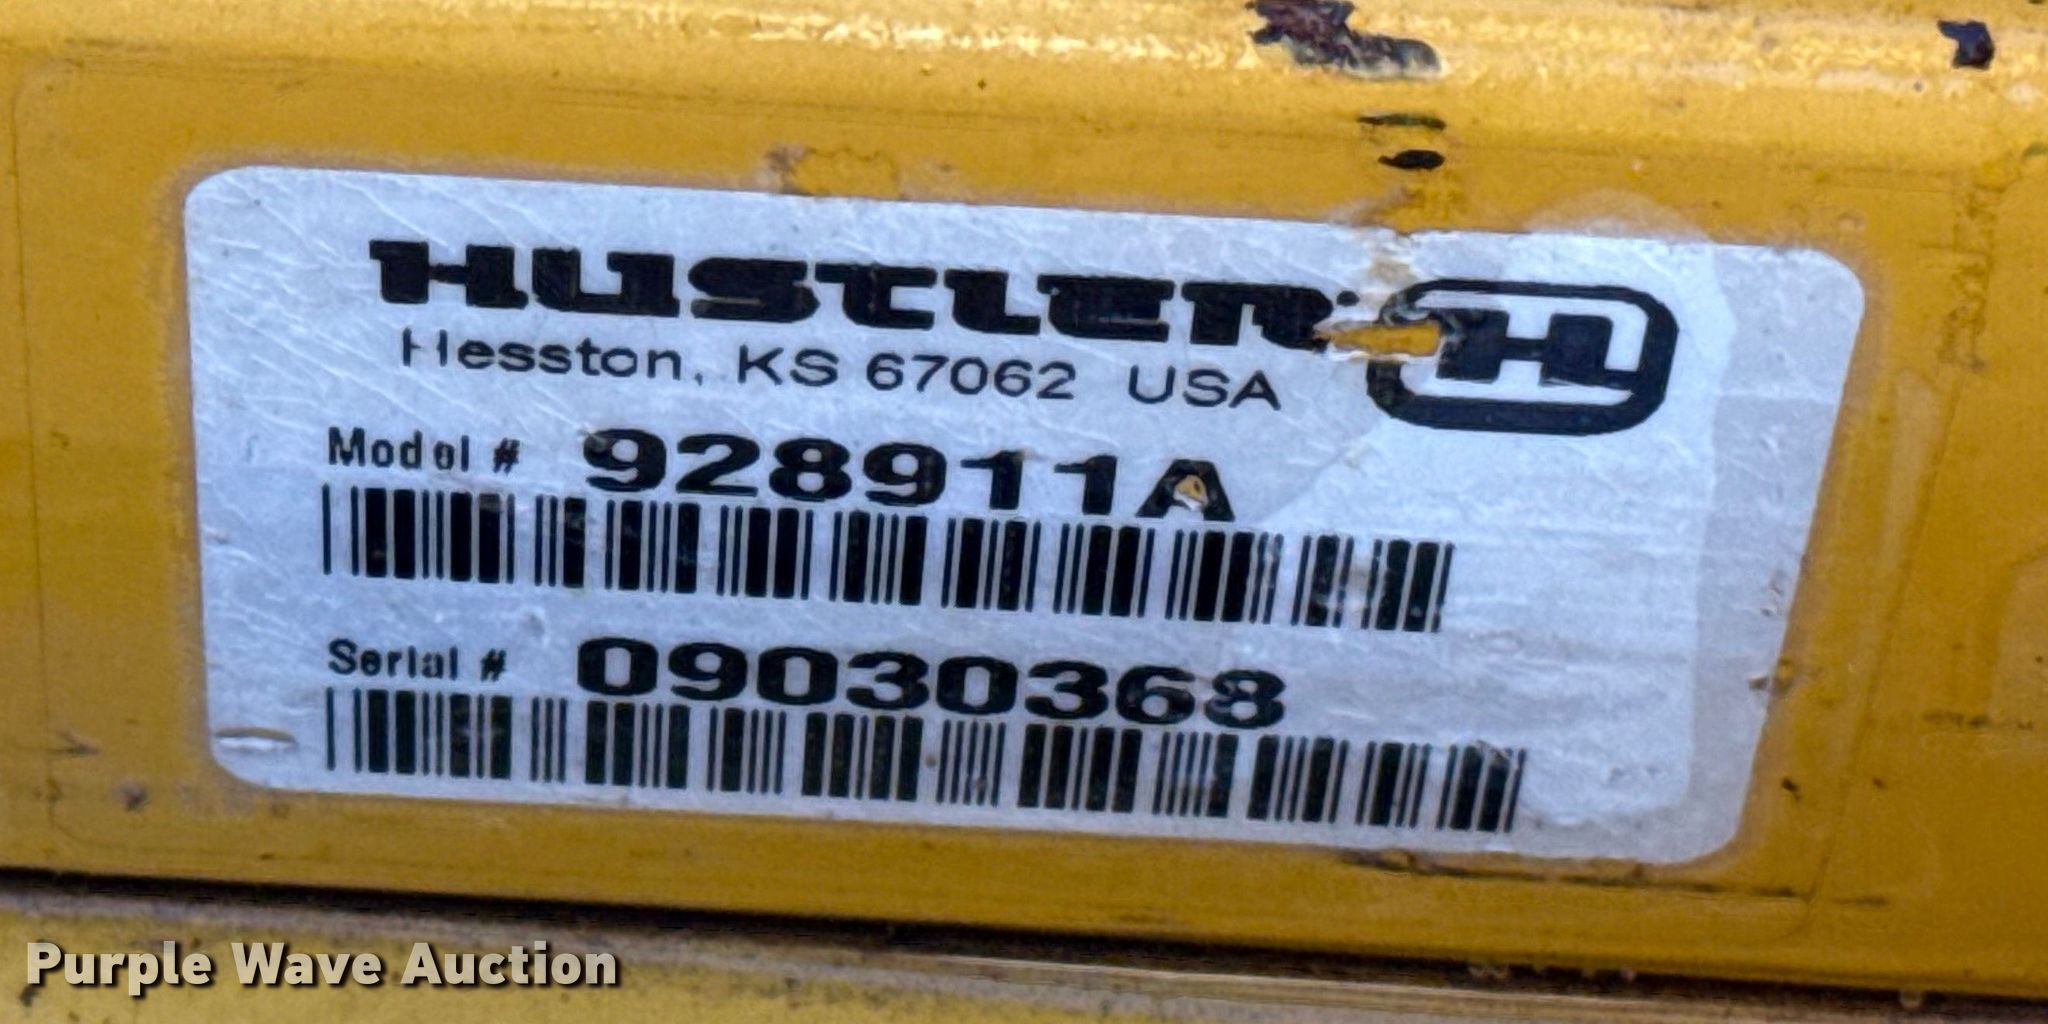 HUSTLER H
Hesston, KS 67062 USA
Model # 928911A
Serial # 09030368
Purple Wave Auction